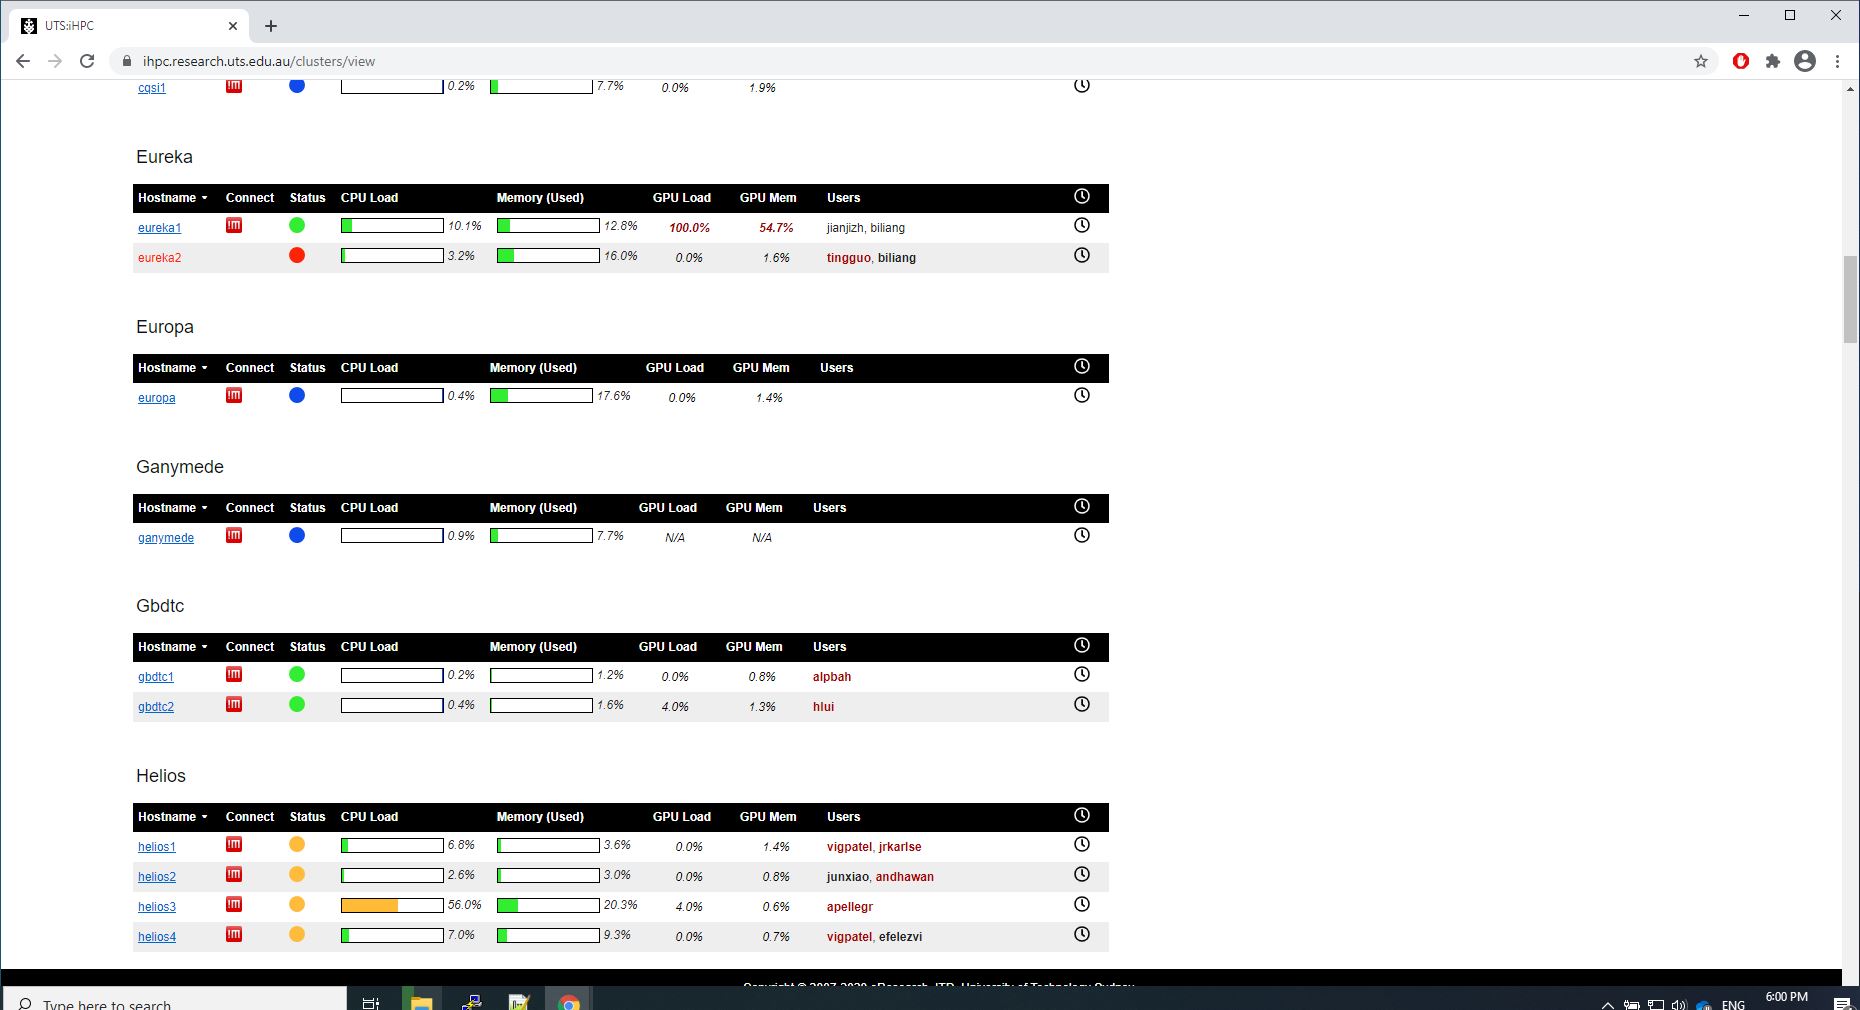 UTS:iHPC
ihpc.research.uts.edu.au/clusters/view
cqsi1 !m 0.2% 7.7% 0.0% 1.9%
Eureka
Hostname Connect Status CPU Load Memory (Used) GPU Load GPU Mem Users
eureka1 !m 10.1% 12.8% 100.0% 54.7% jianjizh, biliang
eureka2 3.2% 16.0% 0.0% 1.6% tingguo, biliang
Europa
Hostname Connect Status CPU Load Memory (Used) GPU Load GPU Mem Users
europa !m 0.4% 17.6% 0.0% 1.4%
Ganymede
Hostname Connect Status CPU Load Memory (Used) GPU Load GPU Mem Users
ganymede !m 0.9% 7.7% N/A N/A
Gbdtc
Hostname Connect Status CPU Load Memory (Used) GPU Load GPU Mem Users
gbdtc1 !m 0.2% 1.2% 0.0% 0.8% alpbah
gbdtc2 !m 0.4% 1.6% 4.0% 1.3% hlui
Helios
Hostname Connect Status CPU Load Memory (Used) GPU Load GPU Mem Users
helios1 !m 6.8% 3.6% 0.0% 1.4% vigpatel, jrkarlse
helios2 !m 2.6% 3.0% 0.0% 0.8% junxiao, andhawan
helios3 !m 56.0% 20.3% 4.0% 0.6% apellegr
helios4 !m 7.0% 9.3% 0.0% 0.7% vigpatel, efelezvi
Copyright © 2007-2020 eResearch, ITD, University of Technology Sydney
Type here to search
ENG 6:00 PM